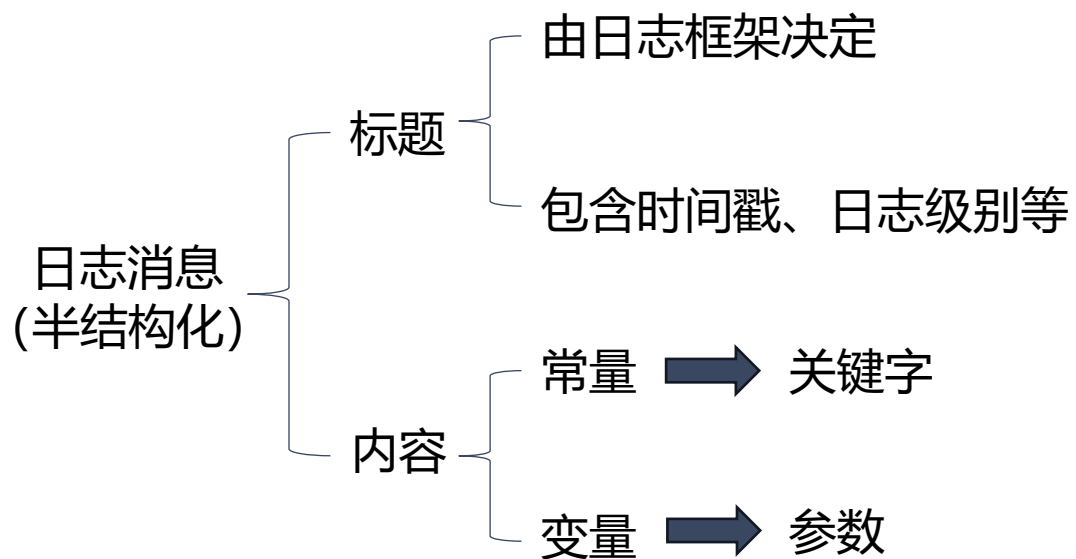 由日志框架决定
标题
包含时间戳、日志级别等
日志消息
(半结构化)
常量
关键字
内容
变量
参数